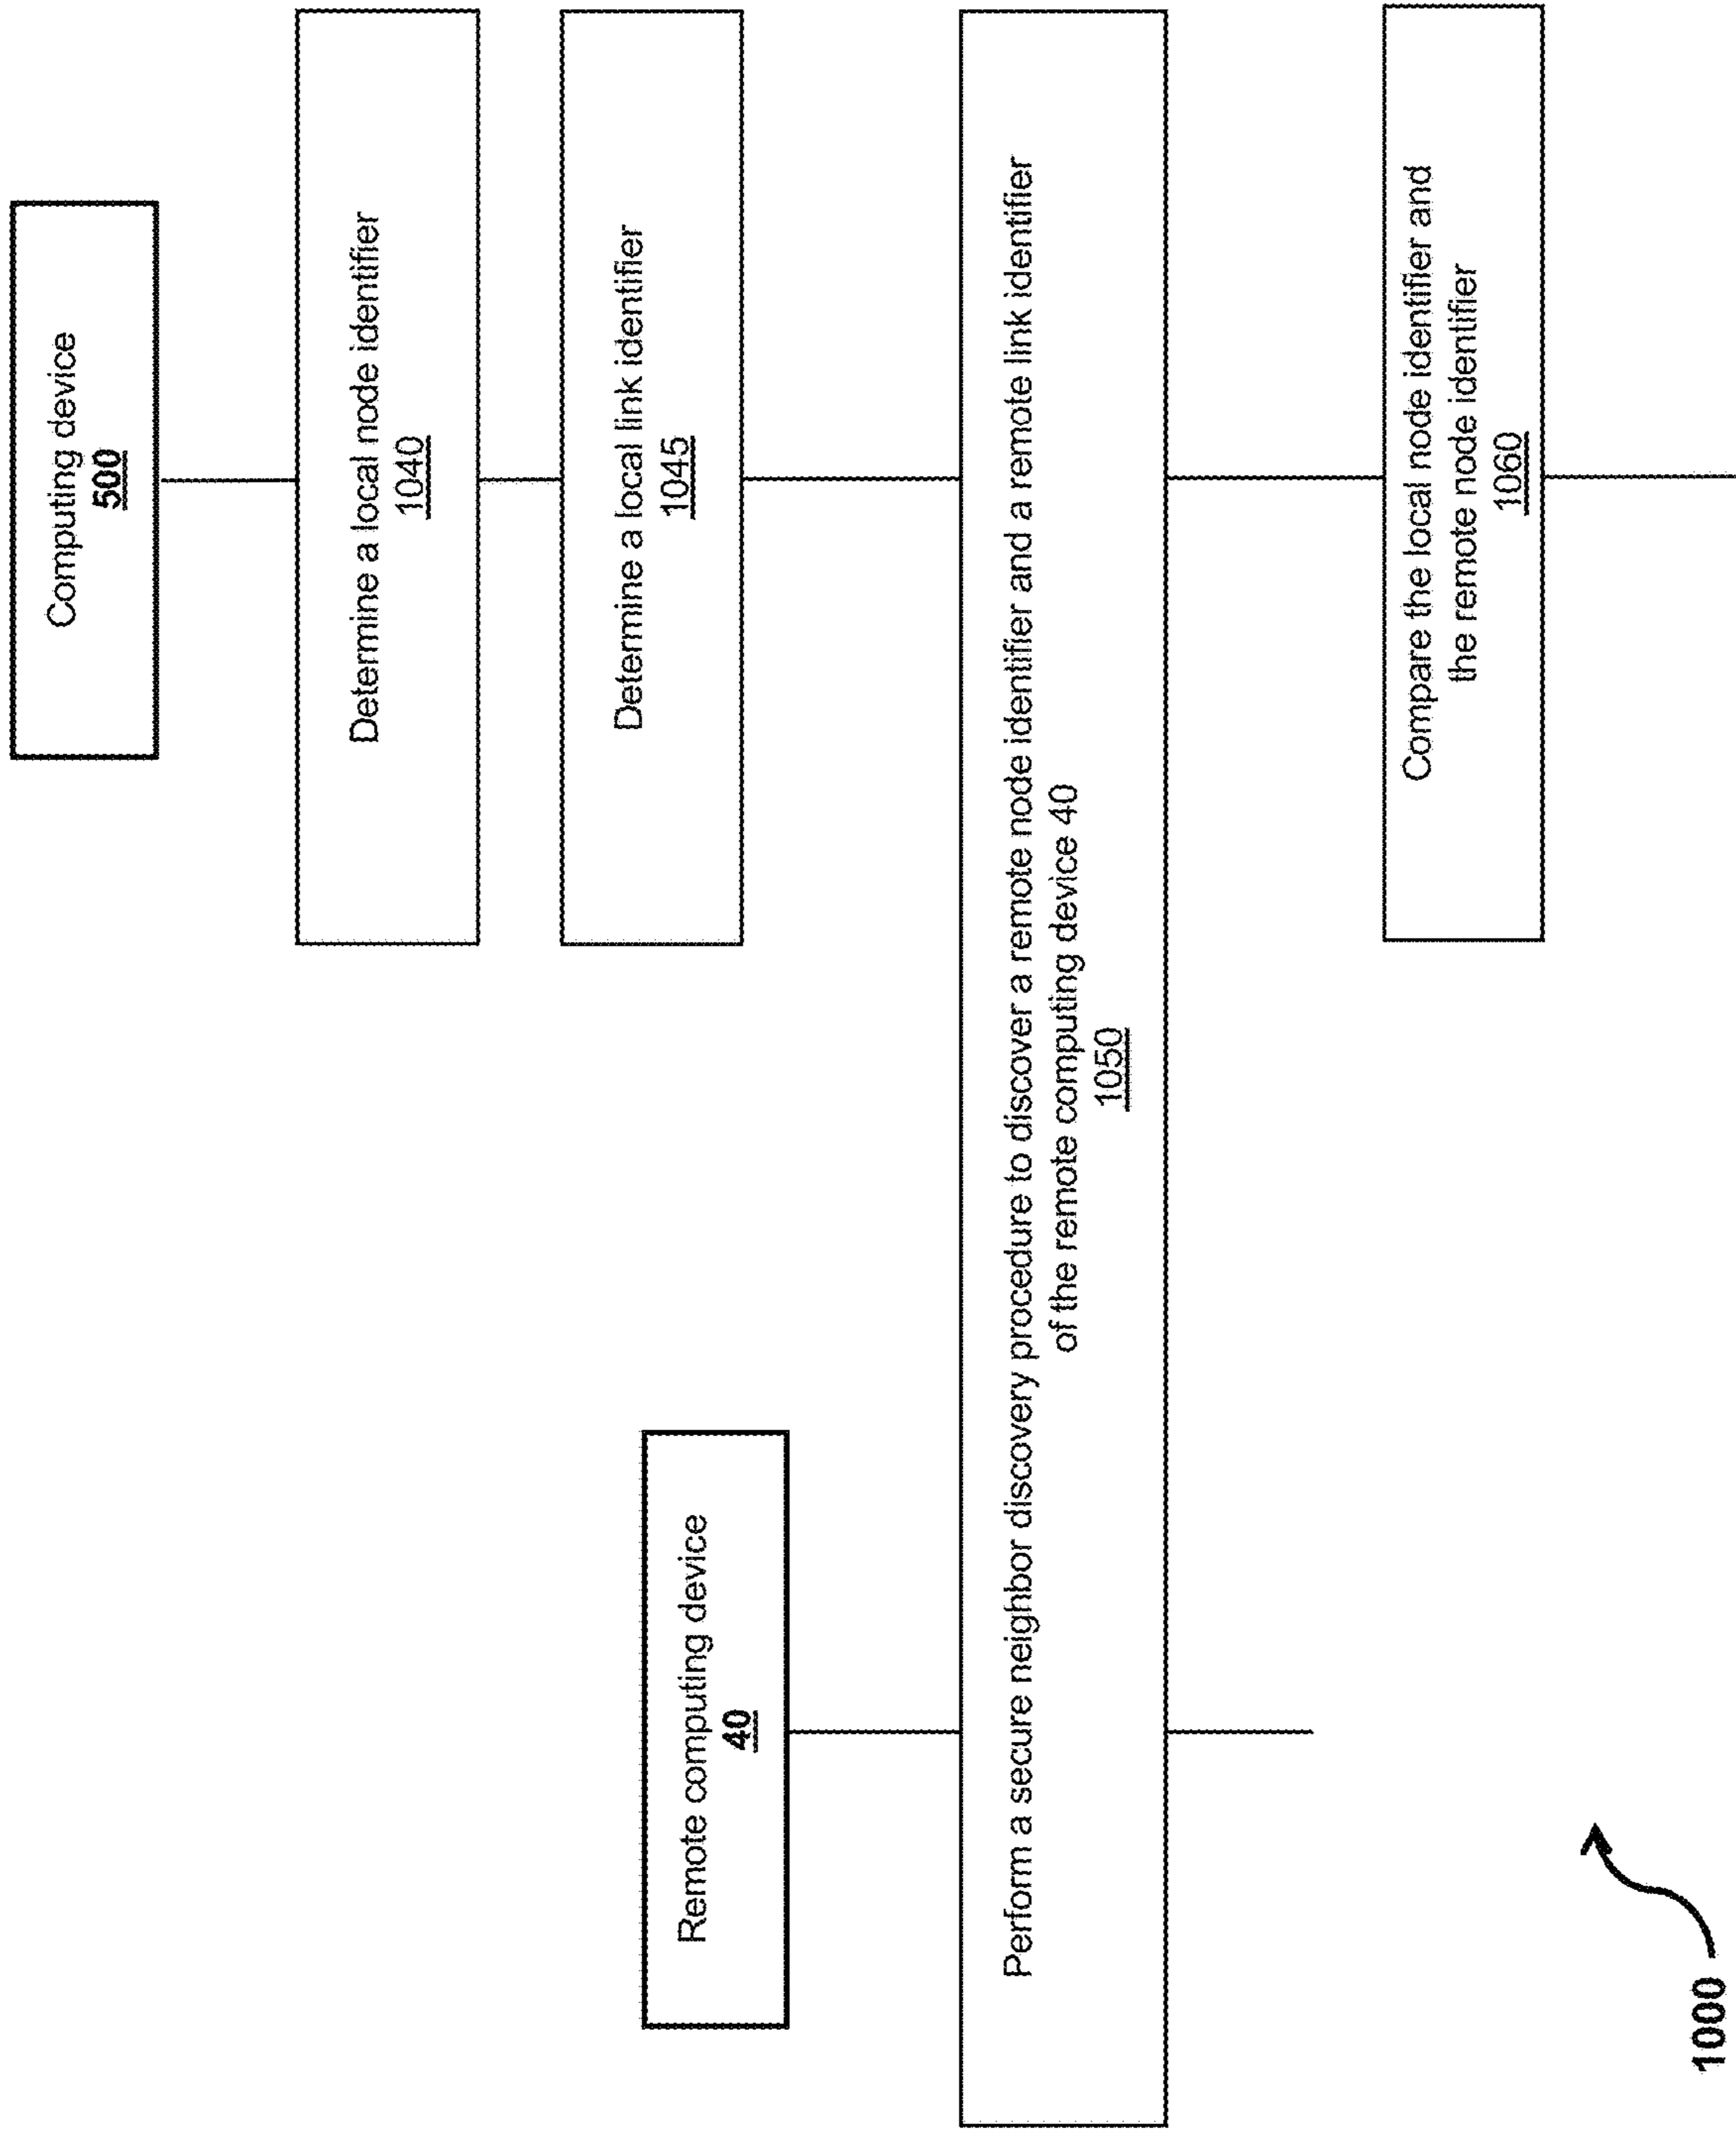 Computing device
500
Determine a local node identifier
1040
Determine a local link identifier
1045
Remote computing device
40
Perform a secure neighbor discovery procedure to discover a remote node identifier and a remote link identifier
of the remote computing device 40
1050
Compare the local node identifier and
the remote node identifier
1060
1000